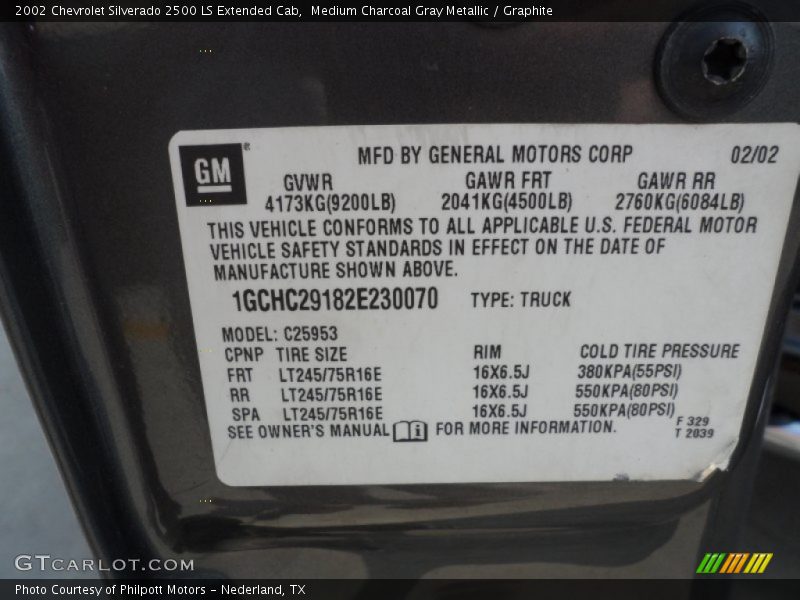 2002 Chevrolet Silverado 2500 LS Extended Cab, Medium Charcoal Gray Metallic / Graphite
GM®
MFD BY GENERAL MOTORS CORP 02/02
GVWR GAWR FRT GAWR RR
4173KG(9200LB) 2041KG(4500LB) 2760KG(6084LB)
THIS VEHICLE CONFORMS TO ALL APPLICABLE U.S. FEDERAL MOTOR
VEHICLE SAFETY STANDARDS IN EFFECT ON THE DATE OF
MANUFACTURE SHOWN ABOVE.
1GCHC29182E230070 TYPE: TRUCK
MODEL: C25953
CPNP TIRE SIZE RIM COLD TIRE PRESSURE
FRT LT245/75R16E 16X6.5J 380KPA(55PSI)
RR LT245/75R16E 16X6.5J 550KPA(80PSI)
SPA LT245/75R16E 16X6.5J 550KPA(80PSI)
SEE OWNER'S MANUAL i FOR MORE INFORMATION.
F 329
T 2039
GTCARLOT.COM
Photo Courtesy of Philpott Motors - Nederland, TX